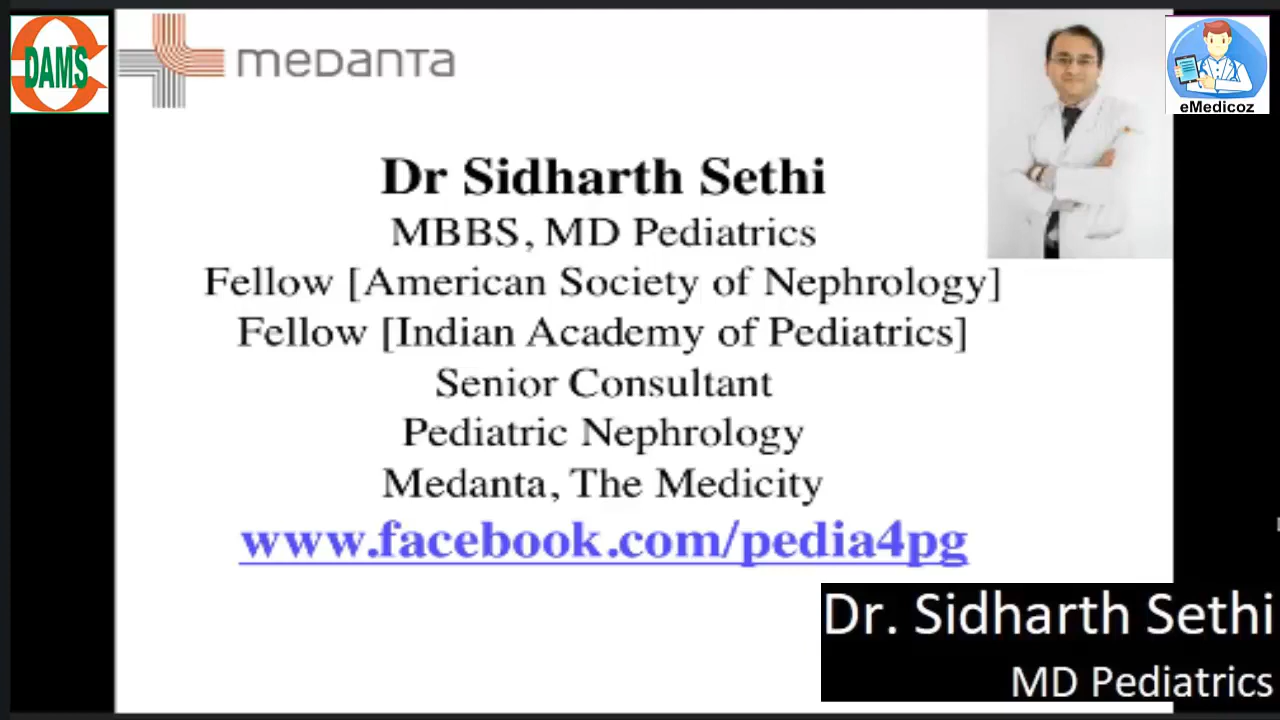 DAMS
medanta
eMedicoz
Dr Sidharth Sethi
MBBS, MD Pediatrics
Fellow [American Society of Nephrology]
Fellow [Indian Academy of Pediatrics]
Senior Consultant
Pediatric Nephrology
Medanta, The Medicity
www.facebook.com/pedia4pg
Dr. Sidharth Sethi
MD Pediatrics